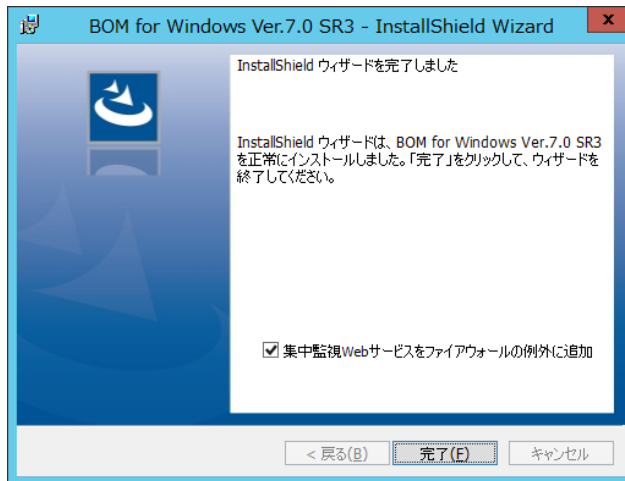 BOM for Windows Ver.7.0 SR3 - InstallShield Wizard
x
InstallShield ウィザードを完了しました
InstallShield ウィザードは、BOM for Windows Ver.7.0 SR3
を正常にインストールしました。「完了」をクリックして、ウィザードを
終了してください。
集中監視Webサービスをファイアウォールの例外に追加
< 戻る(B) 完了(F) キャンセル